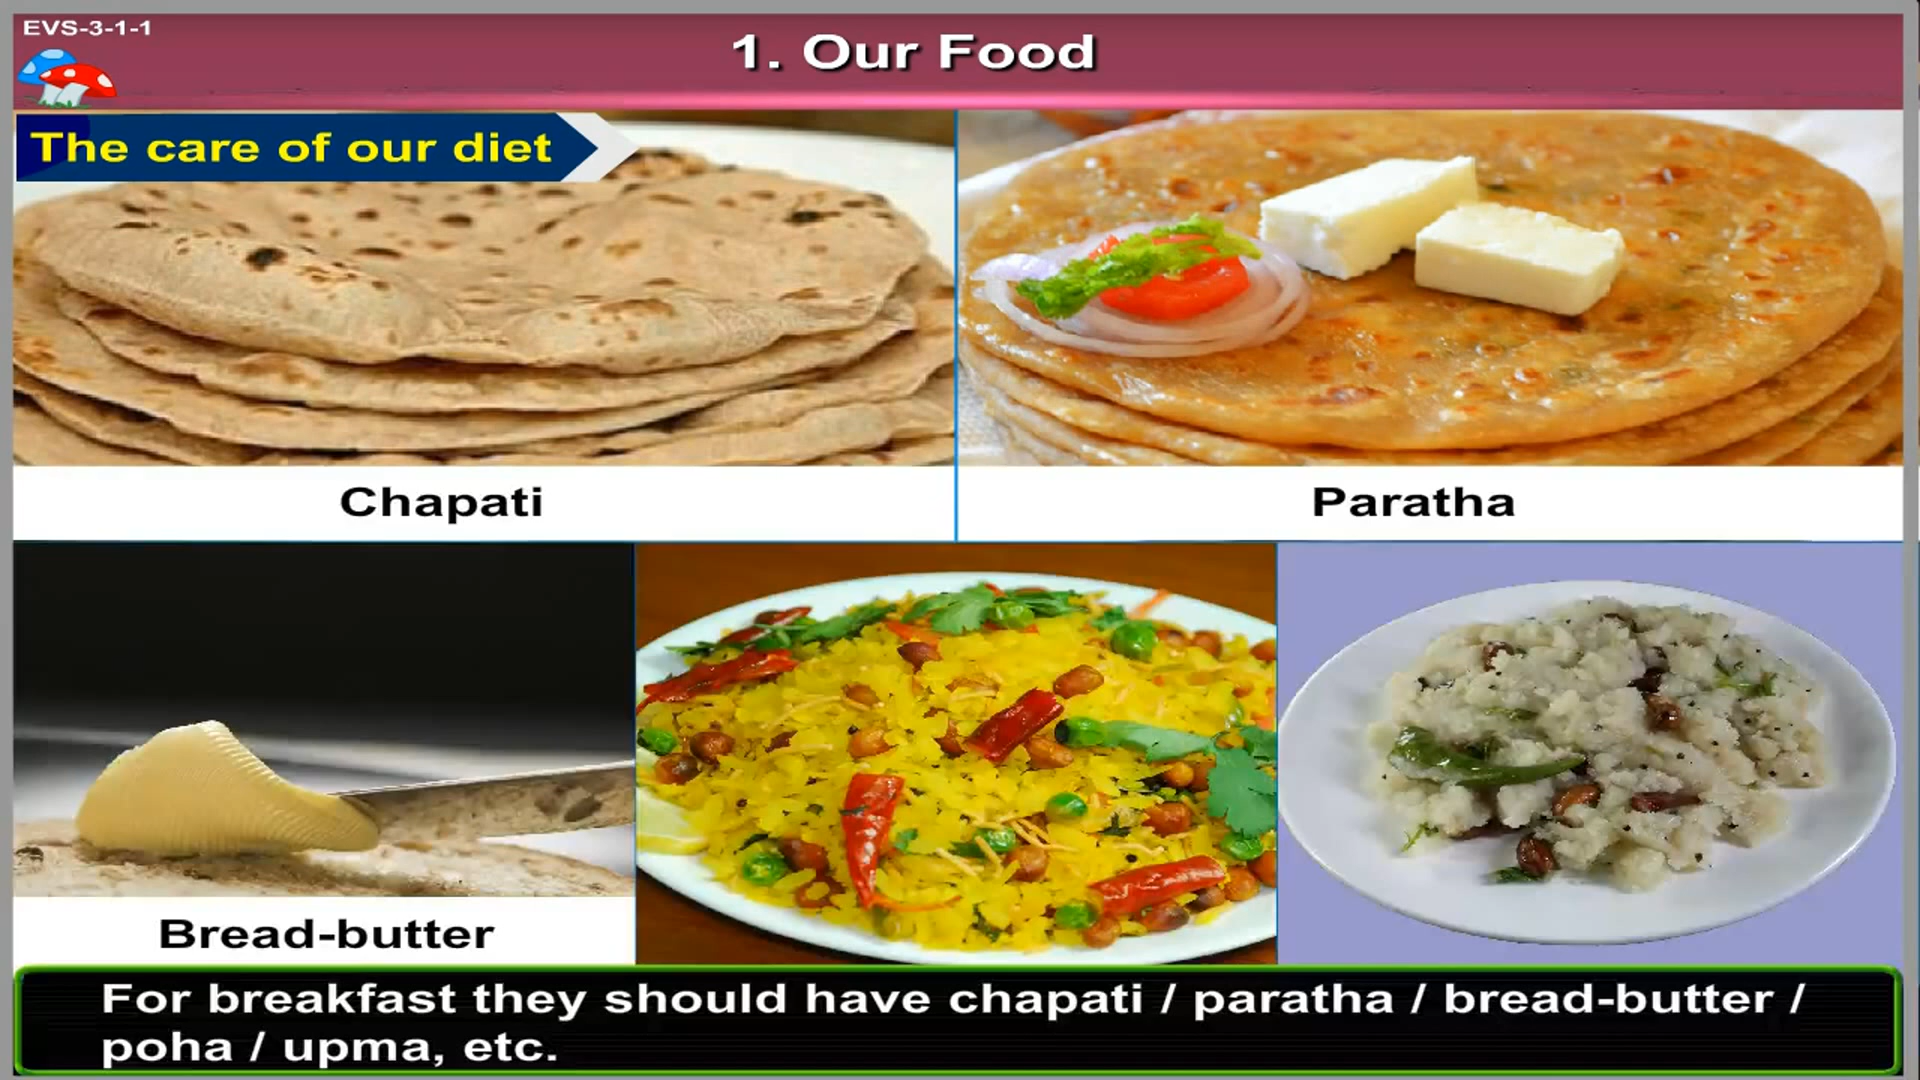 EVS-3-1-1
1. Our Food
The care of our diet
Chapati
Paratha
Bread-butter
For breakfast they should have chapati / paratha / bread-butter /
poha / upma, etc.